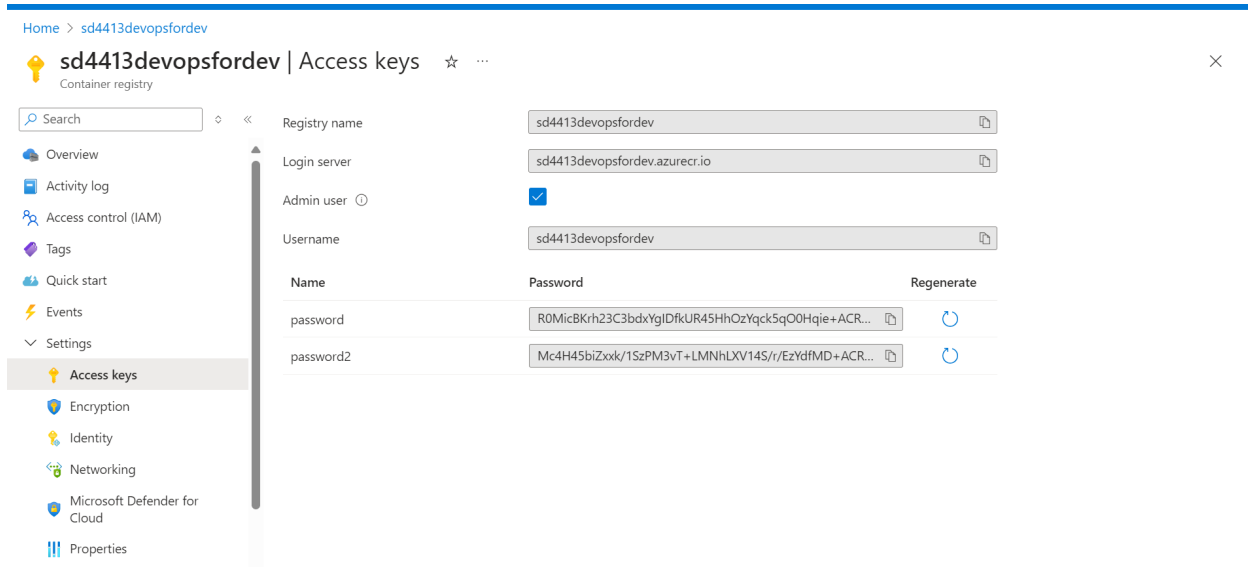 Home > sd4413devopsfordev
sd4413devopsfordev | Access keys
Container registry
Search
Overview
Activity log
Access control (IAM)
Tags
Quick start
Events
Settings
Access keys
Encryption
Identity
Networking
Microsoft Defender for
Cloud
Properties
Registry name
sd4413devopsfordev
Login server
sd4413devopsfordev.azurecr.io
Admin user
Username
sd4413devopsfordev
Name Password Regenerate
password R0MicBKrh23C3bdxYgIDfkUR45HhOzYqck5qO0Hqie+ACR...
password2 Mc4H45biZxxk/1SzPM3vT+LMNhLXV14S/r/EzYdfMD+ACR...